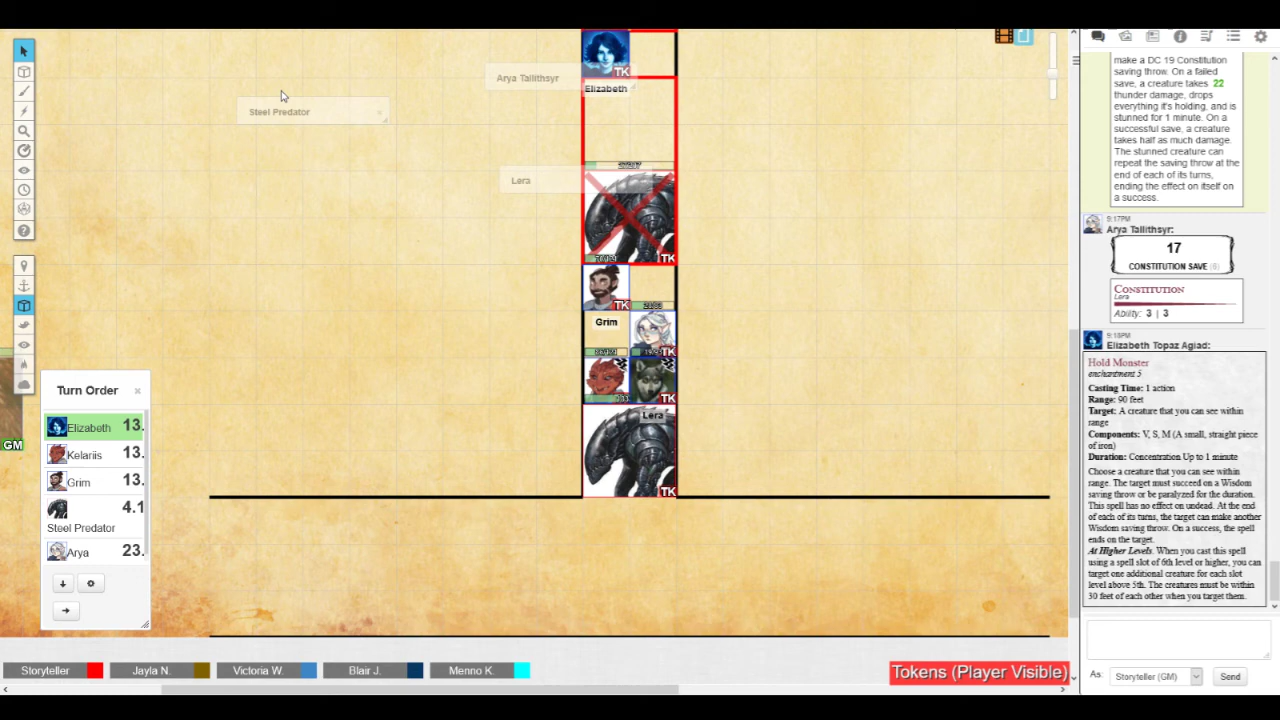 TK
Arya Tallithsyr
Elizabeth
Steel Predator
Lera
TK
TK
Grim
TK
TK
Lera
TK
GM
Turn Order
Elizabeth 13.
Kelariis 13.
Grim 13.
4.1
Steel Predator
Arya 23.
Storyteller
Jayla N.
Victoria W.
Blair J.
Menno K.
Tokens (Player Visible)
make a DC 19 Constitution
saving throw. On a failed
save, a creature takes 22
thunder damage, drops
everything it's holding, and is
stunned for 1 minute. On a
successful save, a creature
takes half as much damage.
The stunned creature can
repeat the saving throw at the
end of each of its turns,
ending the effect on itself on
a success.
9:17PM
Arya Tallithsyr:
17
CONSTITUTION SAVE (6)
CONSTITUTION
Lera
Ability: 3 | 3
9:18PM
Elizabeth Topaz Agiad:
Hold Monster
enchantment 5
Casting Time: 1 action
Range: 90 feet
Target: A creature that you can see within
range
Components: V, S, M (A small, straight piece
of iron)
Duration: Concentration Up to 1 minute
Choose a creature that you can see within
range. The target must succeed on a Wisdom
saving throw or be paralyzed for the duration.
This spell has no effect on undead. At the end
of each of its turns, the target can make another
Wisdom saving throw. On a success, the spell
ends on the target.
At Higher Levels. When you cast this spell
using a spell slot of 6th level or higher, you can
target one additional creature for each slot
level above 5th. The creatures must be within
30 feet of each other when you target them.
As: Storyteller (GM) Send